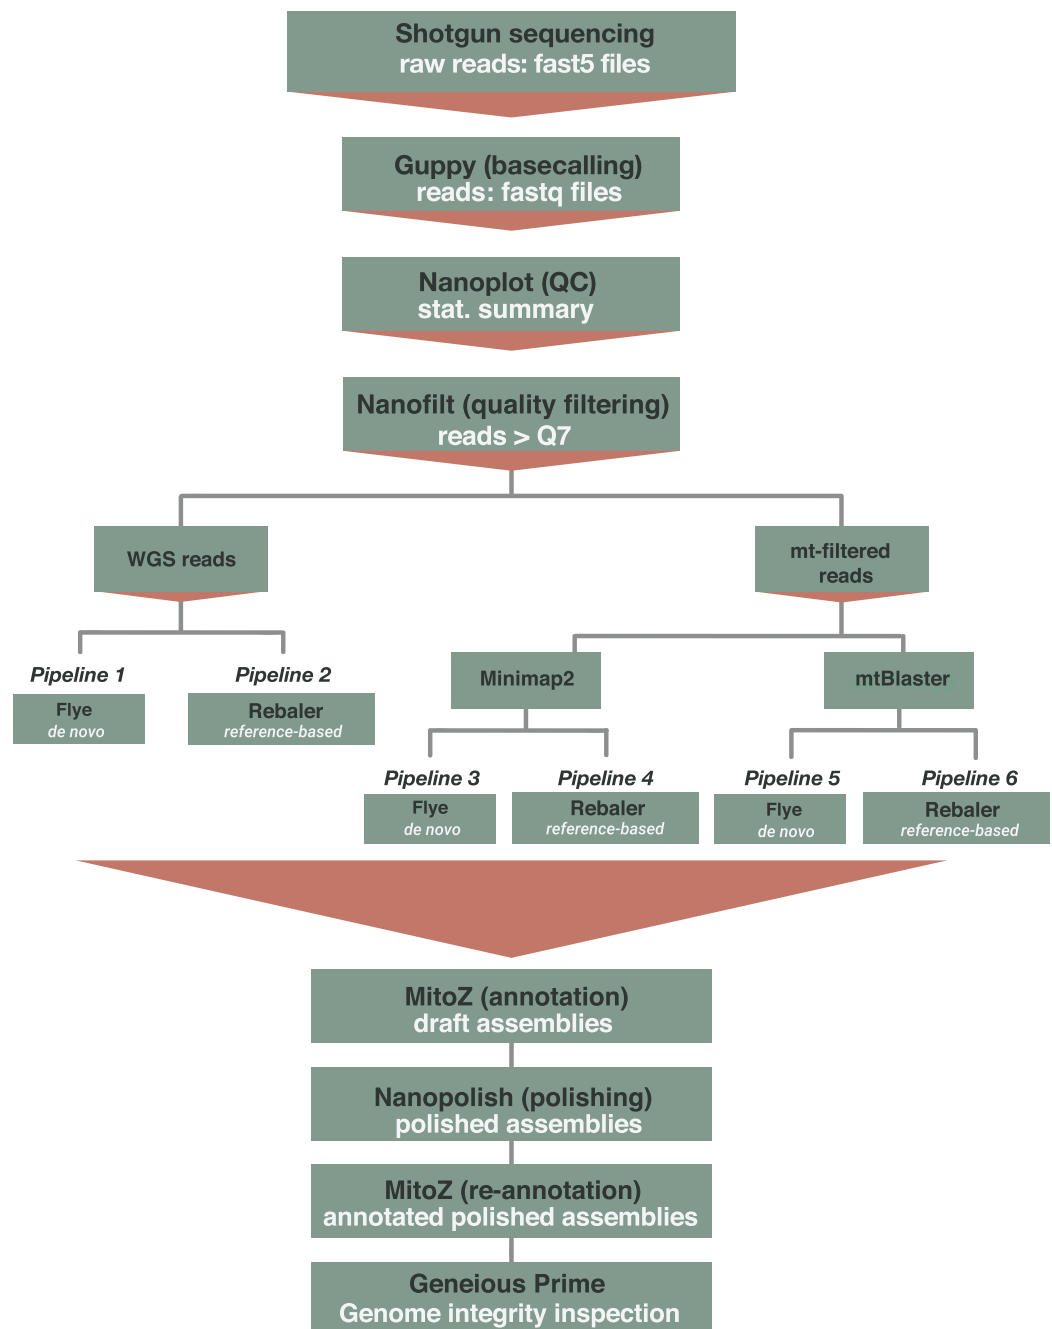 Shotgun sequencing
raw reads: fast5 files
Guppy (basecalling)
reads: fastq files
Nanoplot (QC)
stat. summary
Nanofilt (quality filtering)
reads > Q7
WGS reads
mt-filtered
reads
Pipeline 1
Flye
de novo
Pipeline 2
Rebaler
reference-based
Minimap2
mtBlaster
Pipeline 3
Flye
de novo
Pipeline 4
Rebaler
reference-based
Pipeline 5
Flye
de novo
Pipeline 6
Rebaler
reference-based
MitoZ (annotation)
draft assemblies
Nanopolish (polishing)
polished assemblies
MitoZ (re-annotation)
annotated polished assemblies
Geneious Prime
Genome integrity inspection